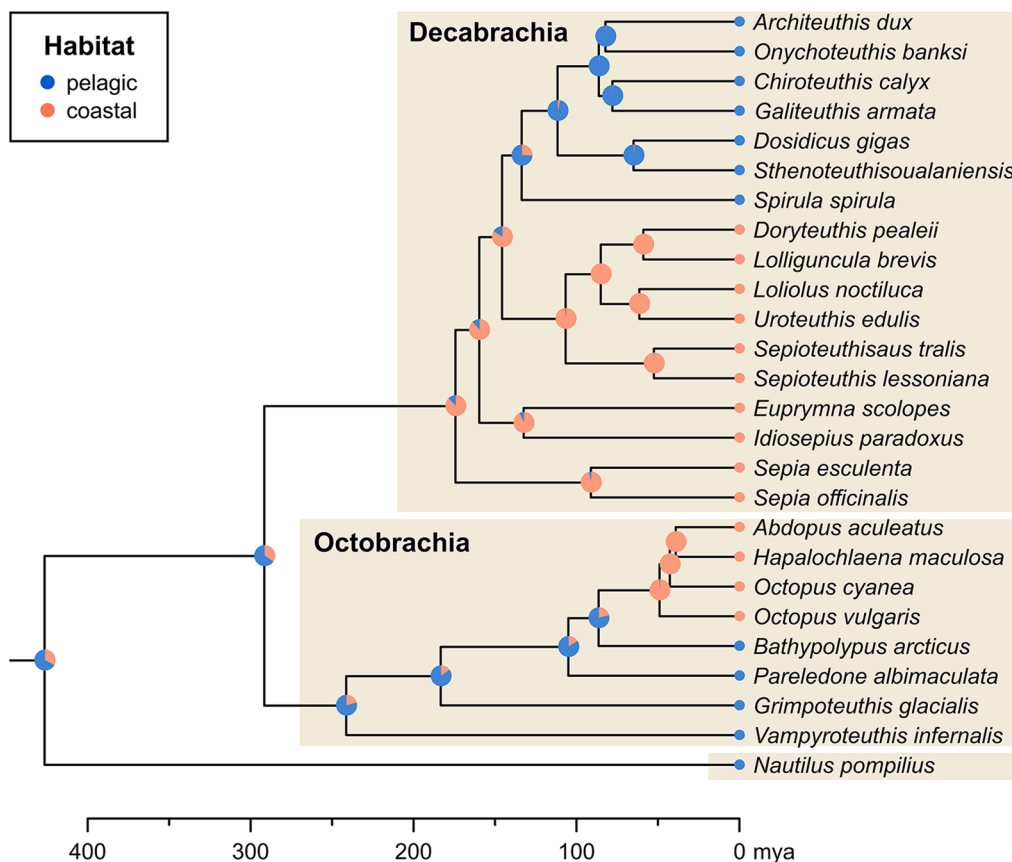 Habitat
pelagic
coastal
Decabrachia
Architeuthis dux
Onychoteuthis banksi
Chiroteuthis calyx
Galiteuthis armata
Dosidicus gigas
Sthenoteuthisoualaniensis
Spirula spirula
Doryteuthis pealeii
Lolliguncula brevis
Loliolus noctiluca
Uroteuthis edulis
Sepioteuthisaus tralis
Sepioteuthis lessoniana
Euprymna scolopes
Idiosepius paradoxus
Sepia esculenta
Sepia officinalis
Octobrachia
Abdopus aculeatus
Hapalochlaena maculosa
Octopus cyanea
Octopus vulgaris
Bathypolypus arcticus
Pareledone albimaculata
Grimpoteuthis glacialis
Vampyroteuthis infernalis
Nautilus pompilius
400 300 200 100 0 mya